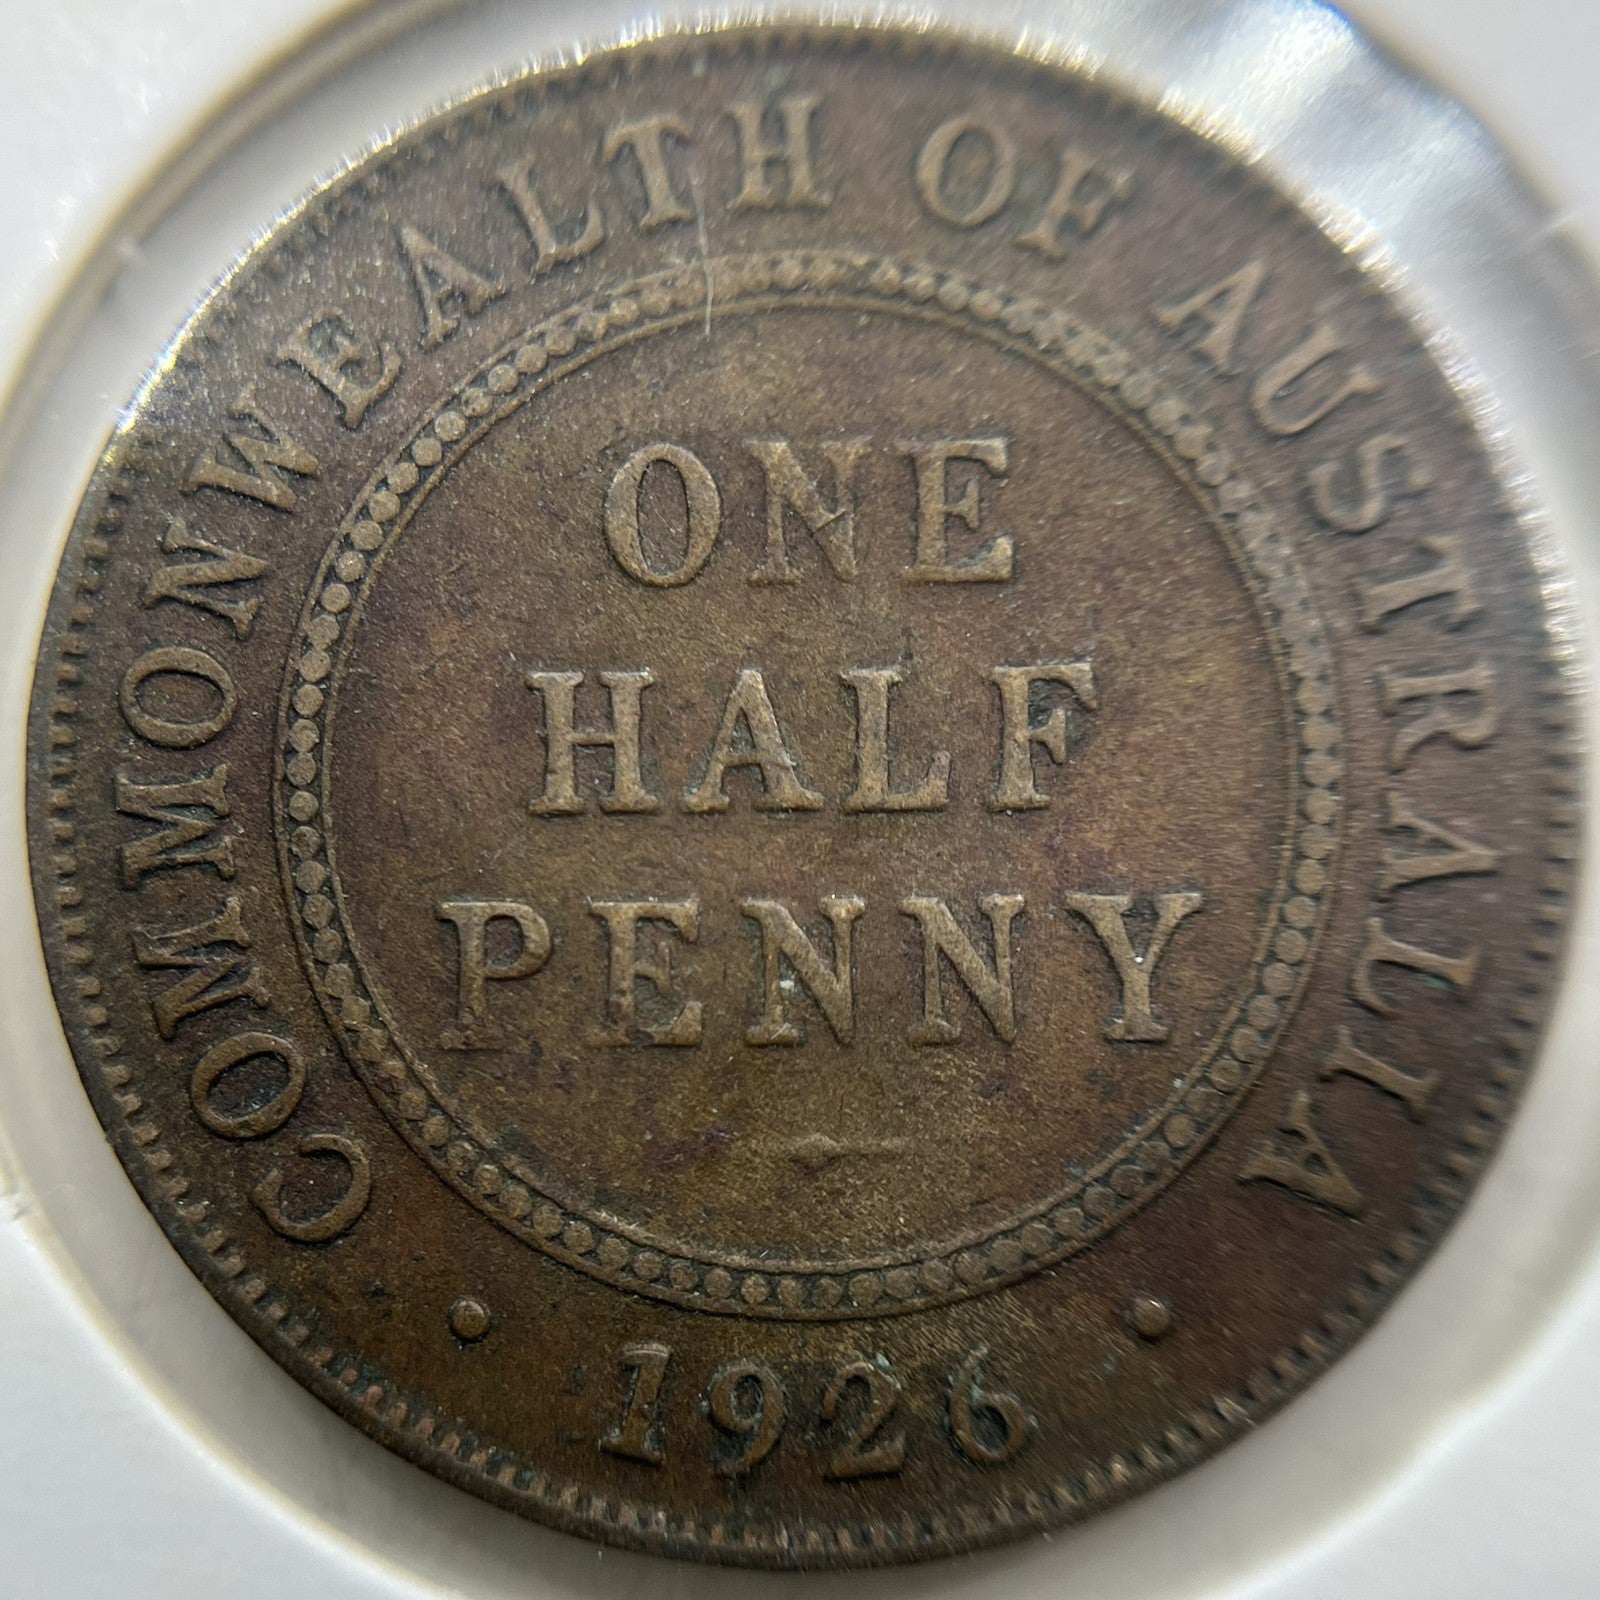 COMMONWEALTH OF AUSTRALIA
ONE
HALF
PENNY
· 1926 ·